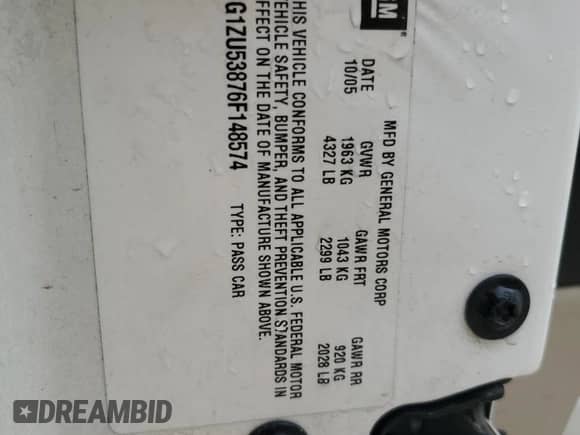 GM
MFD BY GENERAL MOTORS CORP
DATE GVWR GAWR FRT GAWR RR
10/05 1963 KG 1043 KG 920 KG
4327 LB 2299 LB 2028 LB
THIS VEHICLE CONFORMS TO ALL APPLICABLE U.S. FEDERAL MOTOR
VEHICLE SAFETY, BUMPER, AND THEFT PREVENTION STANDARDS IN
EFFECT ON THE DATE OF MANUFACTURE SHOWN ABOVE.
G1ZU53876F148574 TYPE: PASS CAR
DREAMBID